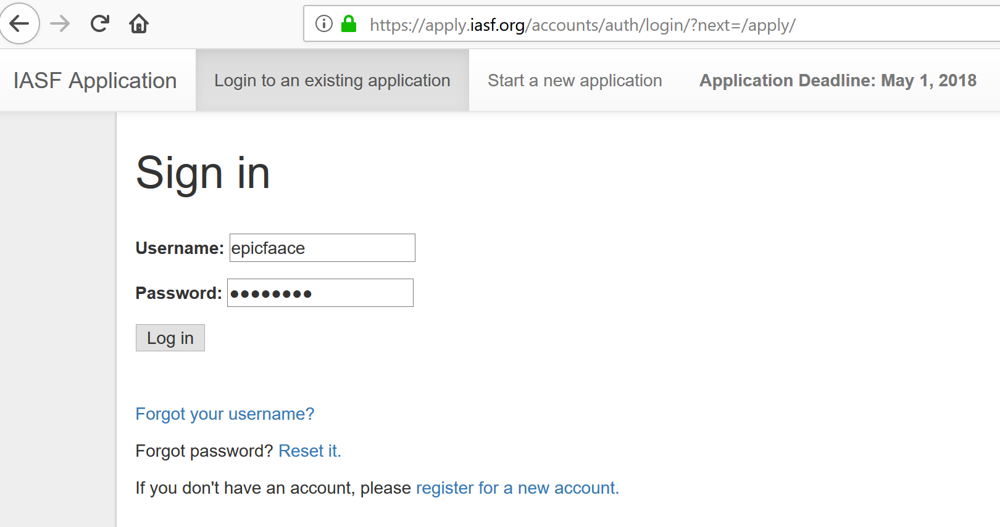 https://apply.iasf.org/accounts/auth/login/?next=/apply/
IASF Application Login to an existing application Start a new application Application Deadline: May 1, 2018
Sign in
Username: epicfaace
Password: ●●●●●●●●
Log in
Forgot your username?
Forgot password? Reset it.
If you don't have an account, please register for a new account.